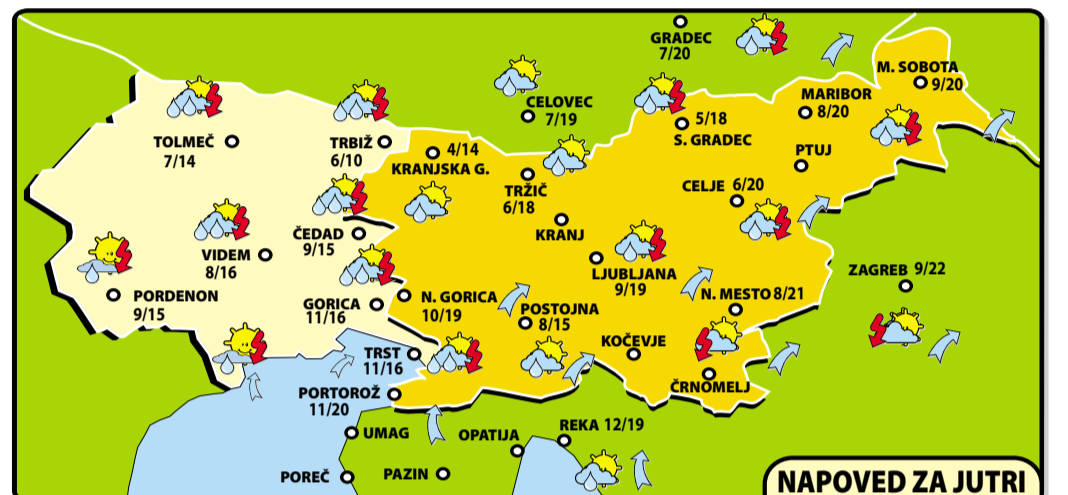 GRADEC
7/20
M. SOBOTA
9/20
MARIBOR
8/20
CELOVEC
7/19
5/18
S. GRADEC
TOLMEČ
7/14
TRBIŽ
6/10
4/14
KRANJSKA G.
PTUJ
TRŽIČ
6/18
CELJE 6/20
KRANJ
ČEDAD
9/15
VIDEM
8/16
LJUBLJANA
9/19
ZAGREB 9/22
PORDENON
9/15
GORICA
11/16
N. GORICA
10/19
N. MESTO 8/21
POSTOJNA
8/15
KOČEVJE
TRST
11/16
ČRNOMELJ
PORTOROŽ
11/20
UMAG
OPATIJA
REKA 12/19
POREČ
PAZIN
NAPOVED ZA JUTRI